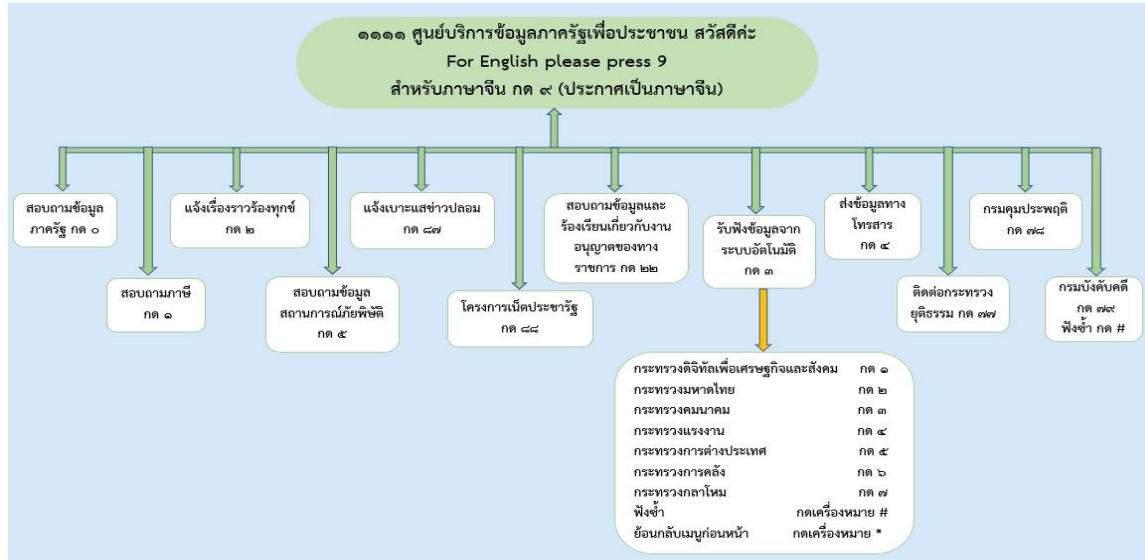 ๑๑๑๑ ศูนย์บริการข้อมูลภาครัฐเพื่อประชาชน สวัสดีค่ะ
For English please press 9
สำหรับภาษาจีน กด ๙ (ประกาศเป็นภาษาจีน)
สอบถามข้อมูล
ภาครัฐ กด ๐
สอบถามภาษี
กด ๑
แจ้งเรื่องราวร้องทุกข์
กด ๒
สอบถามข้อมูล
สถานการณ์ภัยพิบัติ
กด ๕
แจ้งเบาะแสข่าวปลอม
กด ๘๗
โครงการเน็ตประชารัฐ
กด ๘๘
สอบถามข้อมูลและ
ร้องเรียนเกี่ยวกับงาน
อนุญาตของทาง
ราชการ กด ๒๒
รับฟังข้อมูลจาก
ระบบอัตโนมัติ
กด ๓
ส่งข้อมูลทาง
โทรสาร
กด ๔
ติดต่อกระทรวง
ยุติธรรม กด ๗๗
กรมคุมประพฤติ
กด ๗๘
กรมบังคับคดี
กด ๗๙
ฟังซ้ำ กด #
กระทรวงดิจิทัลเพื่อเศรษฐกิจและสังคม กด ๑
กระทรวงมหาดไทย กด ๒
กระทรวงคมนาคม กด ๓
กระทรวงแรงงาน กด ๔
กระทรวงการต่างประเทศ กด ๕
กระทรวงการคลัง กด ๖
กระทรวงกลาโหม กด ๗
ฟังซ้ำ กดเครื่องหมาย #
ย้อนกลับเมนูก่อนหน้า กดเครื่องหมาย *